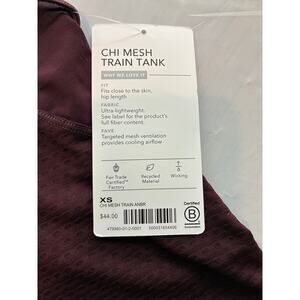 CHI MESH
TRAIN TANK
WHY WE LOVE IT
FIT
Fits close to the skin,
hip length
FABRIC
Ultra-lightweight.
See label for the product's
full fiber content.
FAVE
Targeted mesh ventilation
provides cooling airflow
Fair Trade
Certified™
Factory
Recycled
Material
Wicking
XS
CHI MESH TRAIN ANBR
$44.00
Certified
B
Corporation